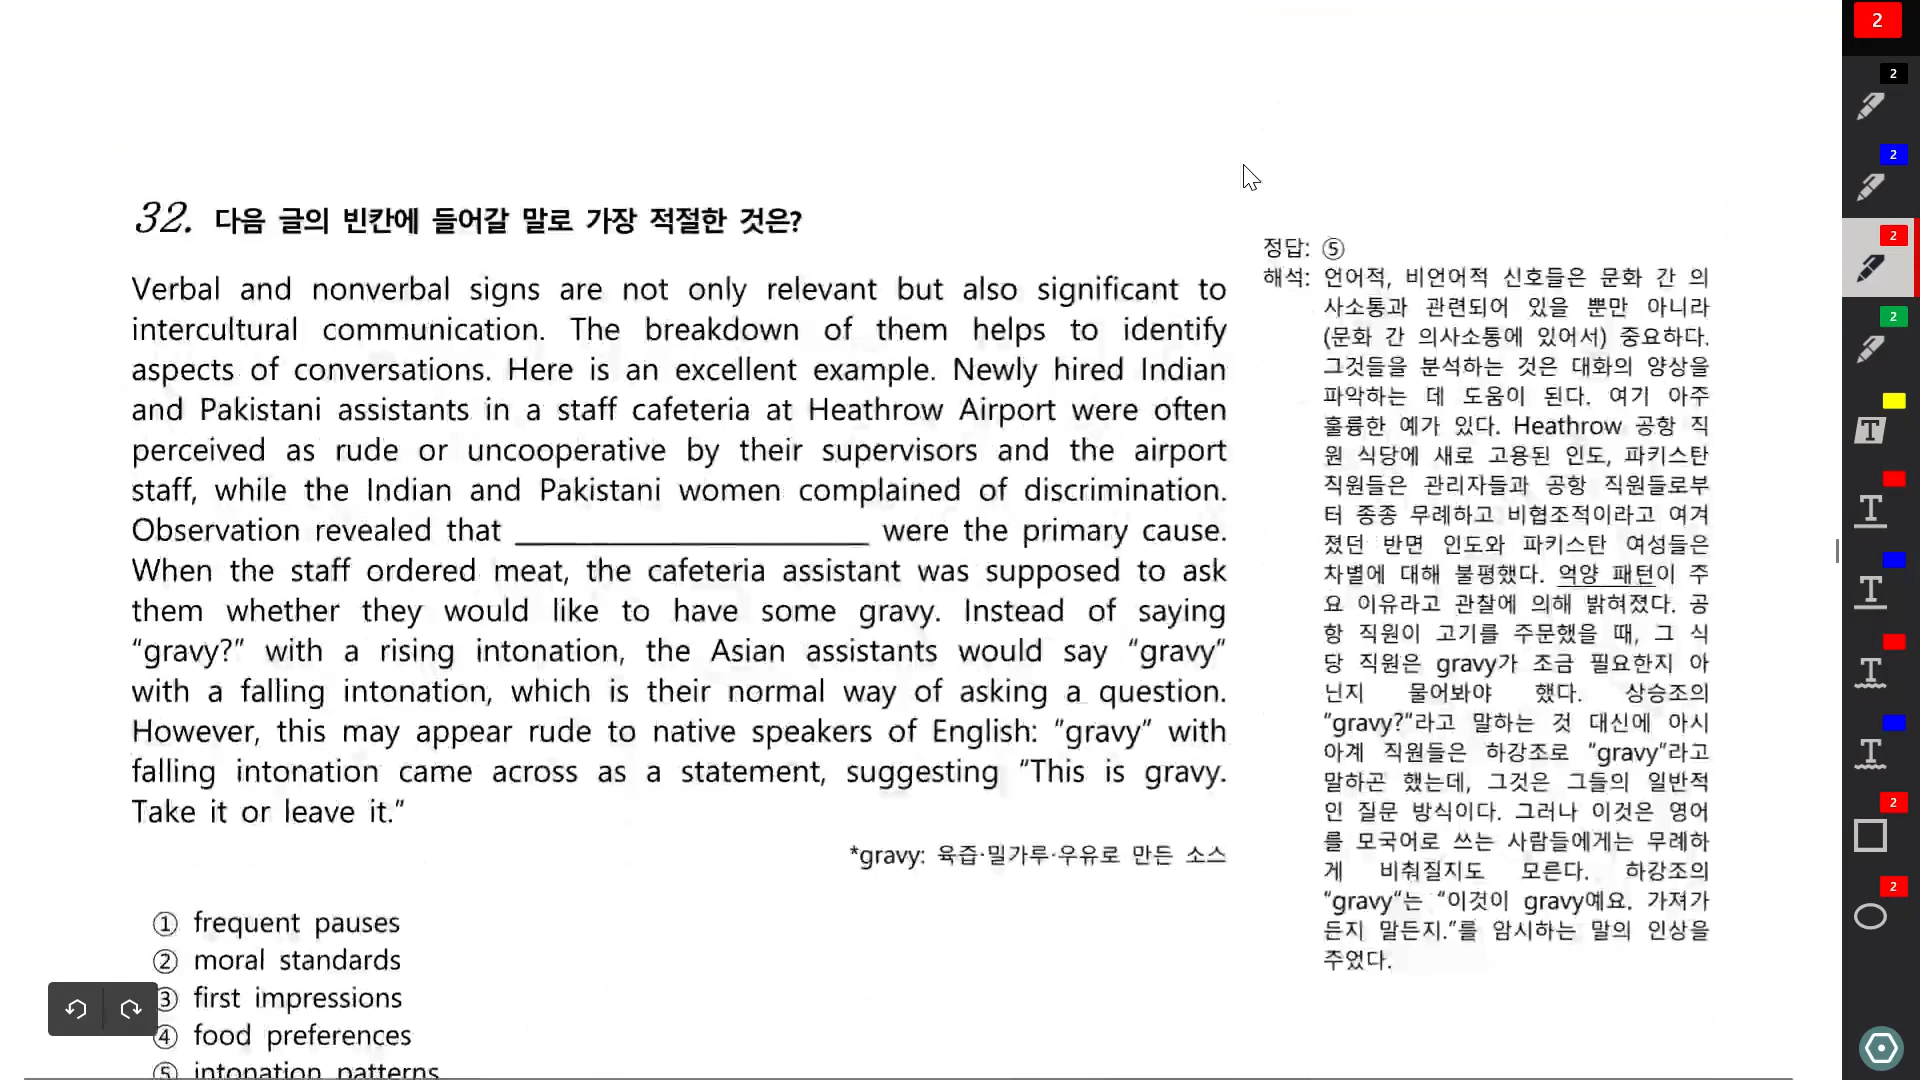 32. 다음 글의 빈칸에 들어갈 말로 가장 적절한 것은?
Verbal and nonverbal signs are not only relevant but also significant to
intercultural communication. The breakdown of them helps to identify
aspects of conversations. Here is an excellent example. Newly hired Indian
and Pakistani assistants in a staff cafeteria at Heathrow Airport were often
perceived as rude or uncooperative by their supervisors and the airport
staff, while the Indian and Pakistani women complained of discrimination.
Observation revealed that ____________________ were the primary cause.
When the staff ordered meat, the cafeteria assistant was supposed to ask
them whether they would like to have some gravy. Instead of saying
“gravy?” with a rising intonation, the Asian assistants would say “gravy”
with a falling intonation, which is their normal way of asking a question.
However, this may appear rude to native speakers of English: “gravy” with
falling intonation came across as a statement, suggesting “This is gravy.
Take it or leave it.”
*gravy: 육즙·밀가루·우유로 만든 소스
① frequent pauses
② moral standards
③ first impressions
④ food preferences
⑤ intonation patterns
정답: ⑤
해석: 언어적, 비언어적 신호들은 문화 간 의
사소통과 관련되어 있을 뿐만 아니라
(문화 간 의사소통에 있어서) 중요하다.
그것들을 분석하는 것은 대화의 양상을
파악하는 데 도움이 된다. 여기 아주
훌륭한 예가 있다. Heathrow 공항 직
원 식당에 새로 고용된 인도, 파키스탄
직원들은 관리자들과 공항 직원들로부
터 종종 무례하고 비협조적이라고 여겨
졌던 반면 인도와 파키스탄 여성들은
차별에 대해 불평했다. 억양 패턴이 주
요 이유라고 관찰에 의해 밝혀졌다. 공
항 직원이 고기를 주문했을 때, 그 식
당 직원은 gravy가 조금 필요한지 아
닌지 물어봐야 했다. 상승조의
“gravy?”라고 말하는 것 대신에 아시
아계 직원들은 하강조로 “gravy”라고
말하곤 했는데, 그것은 그들의 일반적
인 질문 방식이다. 그러나 이것은 영어
를 모국어로 쓰는 사람들에게는 무례하
게 비춰질지도 모른다. 하강조의
“gravy“는 “이것이 gravy예요. 가져가
든지 말든지.”를 암시하는 말의 인상을
주었다.
2
2
2
2
2
T
T
T
T
T
2
2